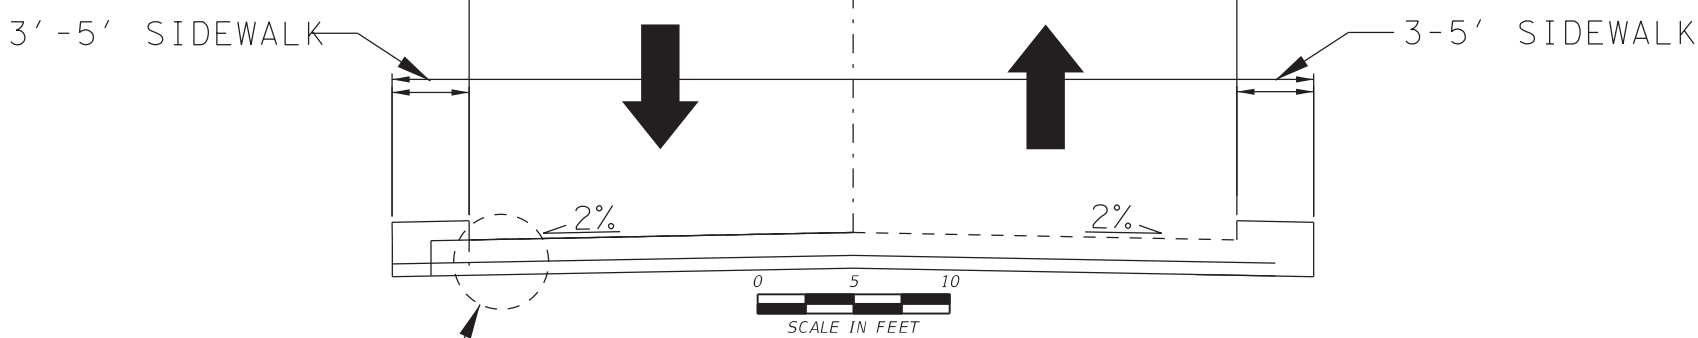 3'-5' SIDEWALK
3-5' SIDEWALK
2%
2%
0 5 10
SCALE IN FEET